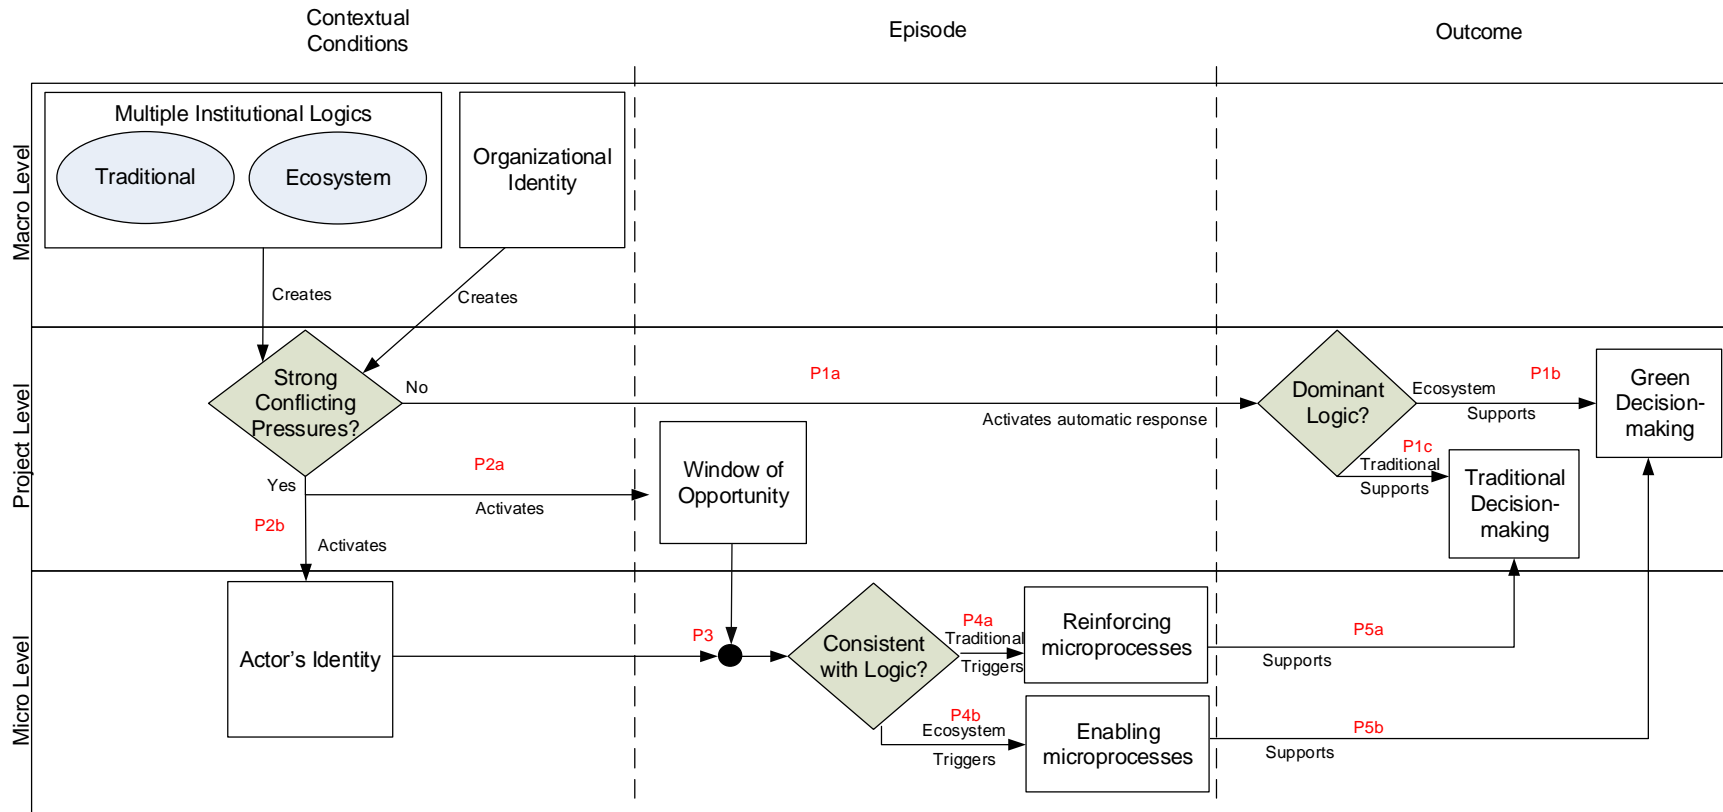 Contextual
Conditions
Episode
Outcome
Macro Level
Multiple Institutional Logics
Traditional
Ecosystem
Organizational
Identity
Creates
Creates
Project Level
Strong
Conflicting
Pressures?
No
P1a
Activates automatic response
Dominant
Logic?
Ecosystem
P1b
Supports
Green
Decision-
making
P1c
Traditional
Supports
Traditional
Decision-
making
Yes
P2a
Activates
Window of
Opportunity
P2b
Activates
Micro Level
Actor's Identity
P3
Consistent
with Logic?
P4a
Traditional
Triggers
Reinforcing
microprocesses
P5a
Supports
P4b
Ecosystem
Triggers
Enabling
microprocesses
P5b
Supports